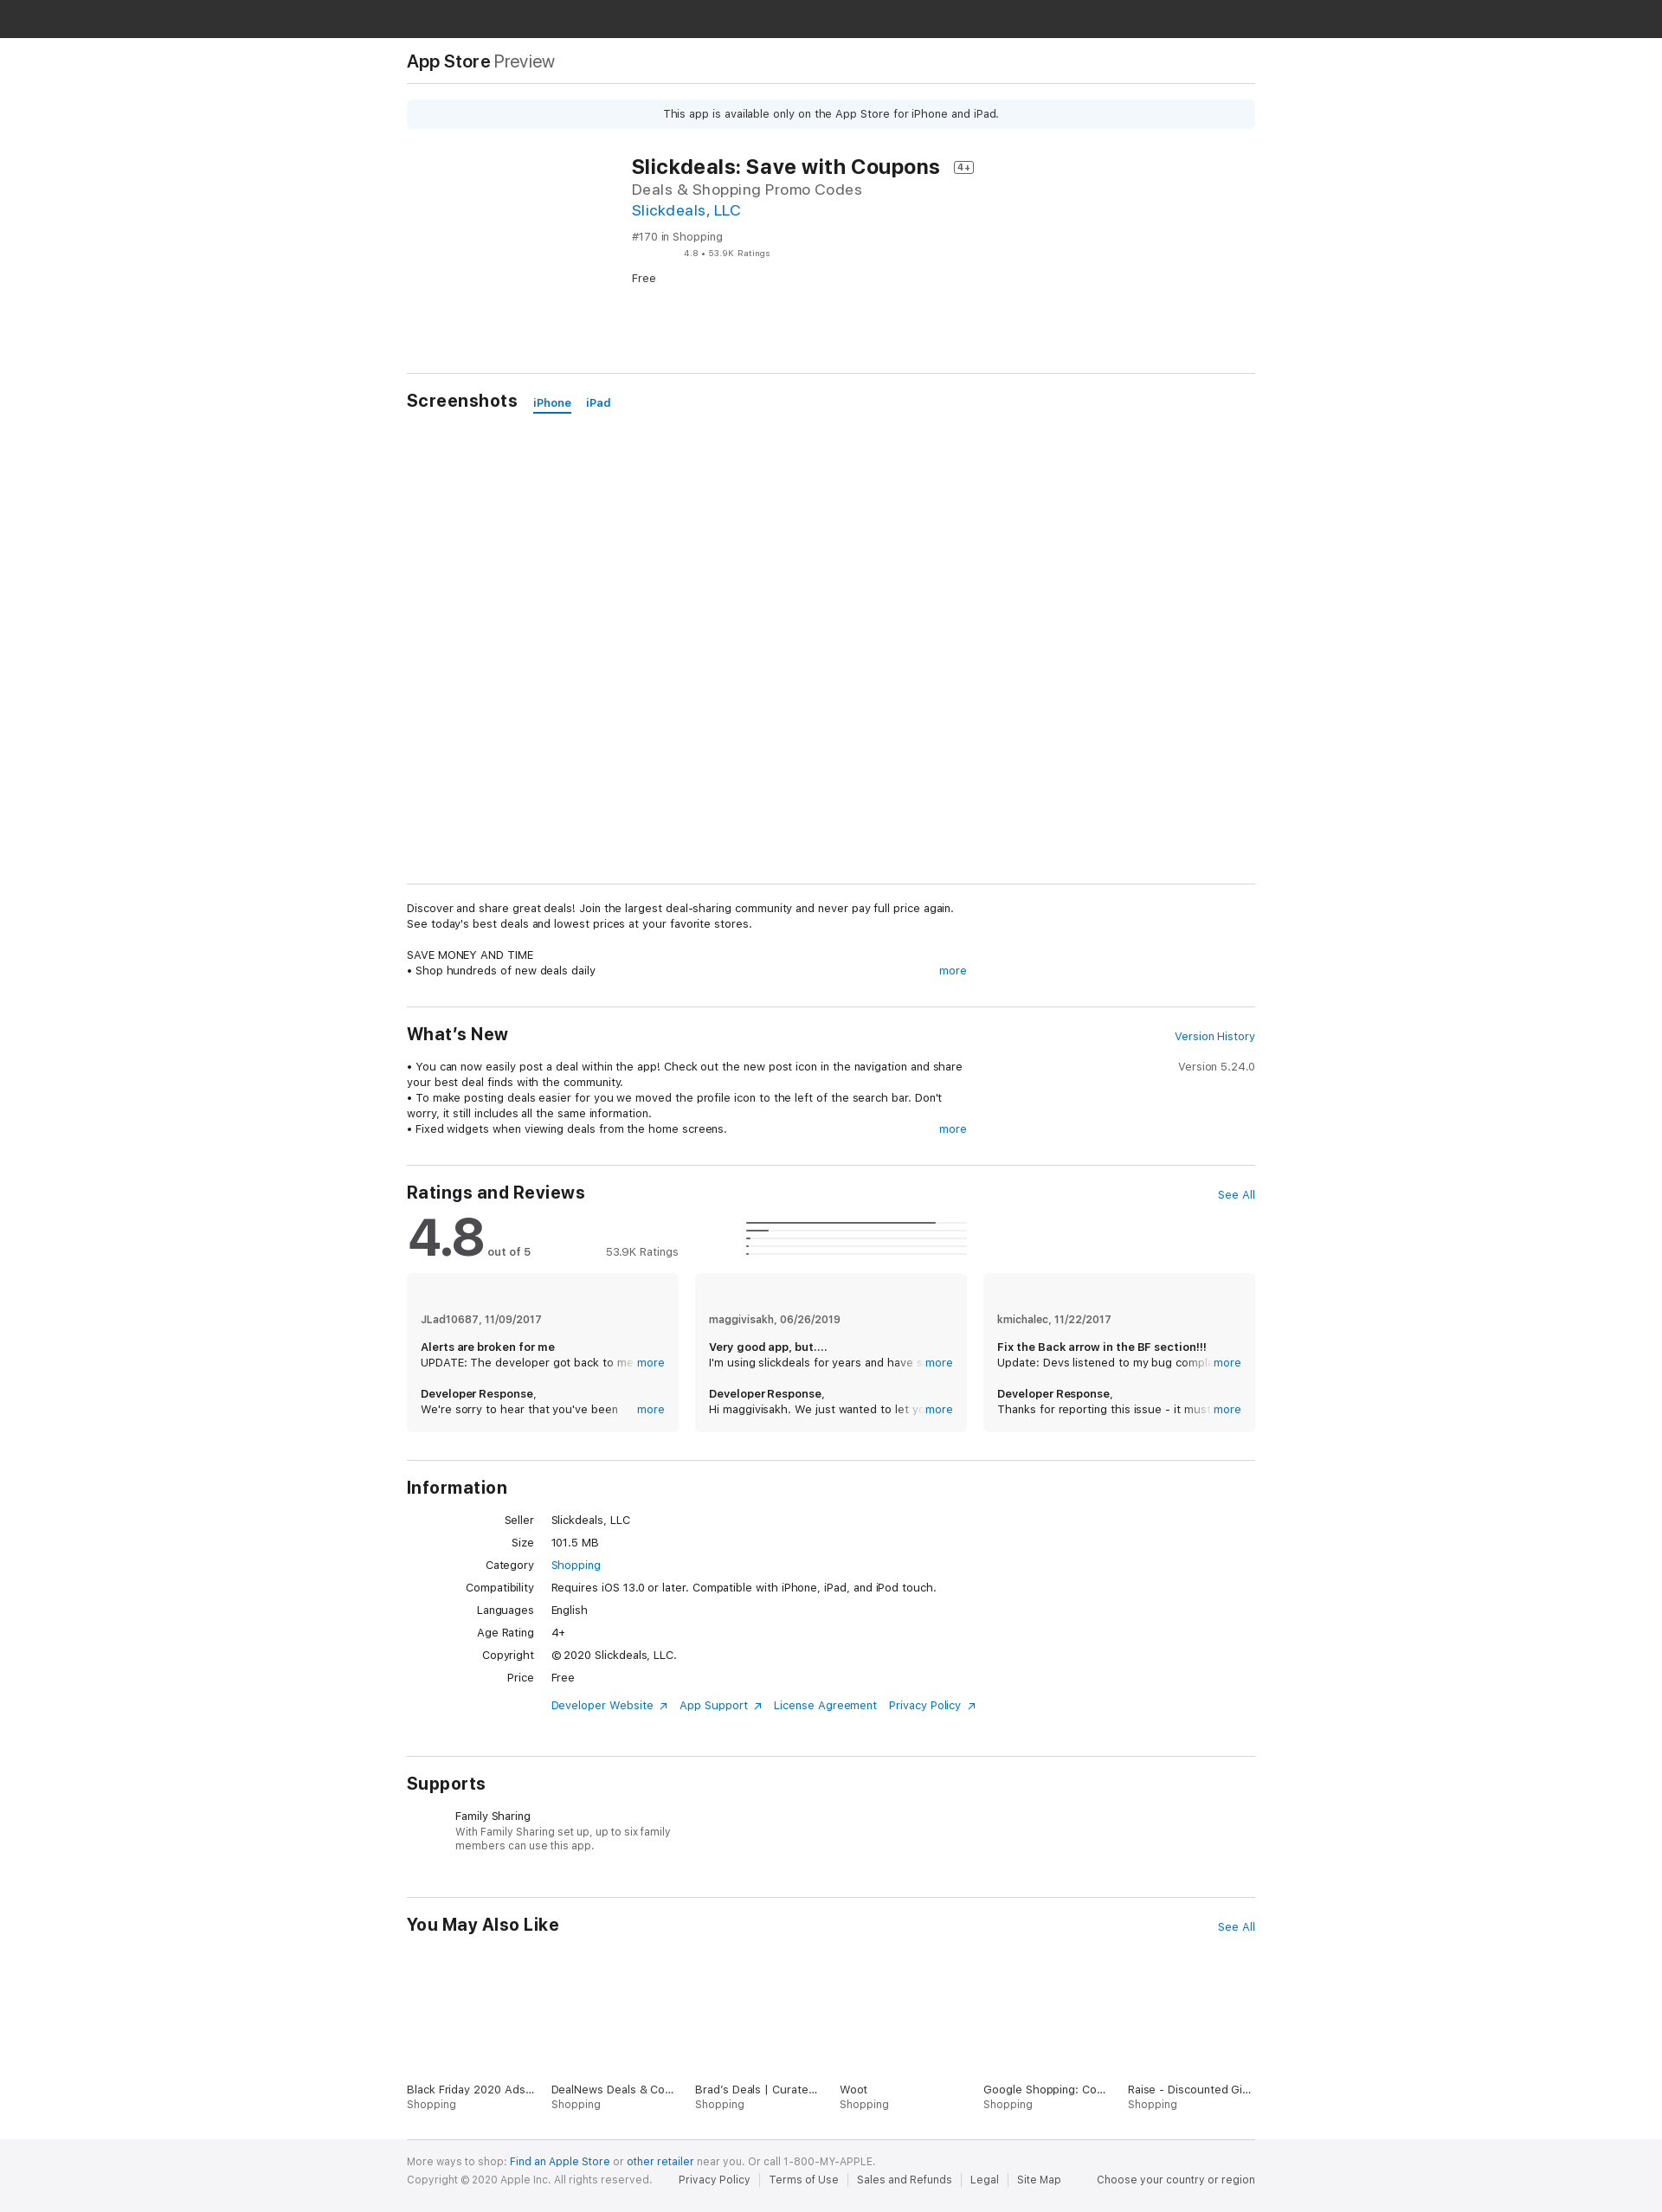 App Store Preview
This app is available only on the App Store for iPhone and iPad.
Slickdeals: Save with Coupons 4+
Deals & Shopping Promo Codes
Slickdeals, LLC
#170 in Shopping
4.8 • 53.9K Ratings
Free
Screenshots iPhone iPad
Discover and share great deals! Join the largest deal-sharing community and never pay full price again.
See today's best deals and lowest prices at your favorite stores.
SAVE MONEY AND TIME
• Shop hundreds of new deals daily more
What's New Version History
• You can now easily post a deal within the app! Check out the new post icon in the navigation and share Version 5.24.0
your best deal finds with the community.
• To make posting deals easier for you we moved the profile icon to the left of the search bar. Don't
worry, it still includes all the same information.
• Fixed widgets when viewing deals from the home screens. more
Ratings and Reviews See All
4.8 out of 5 53.9K Ratings
JLad10687, 11/09/2017
Alerts are broken for me
UPDATE: The developer got back to me more
Developer Response,
We're sorry to hear that you've been more
maggivisakh, 06/26/2019
Very good app, but....
I'm using slickdeals for years and have more
Developer Response,
Hi maggivisakh. We just wanted to let more
kmichalec, 11/22/2017
Fix the Back arrow in the BF section!!!
Update: Devs listened to my bug more
Developer Response,
Thanks for reporting this issue - it must more
Information
Seller Slickdeals, LLC
Size 101.5 MB
Category Shopping
Compatibility Requires iOS 13.0 or later. Compatible with iPhone, iPad, and iPod touch.
Languages English
Age Rating 4+
Copyright © 2020 Slickdeals, LLC.
Price Free
Developer Website App Support License Agreement Privacy Policy
Supports
Family Sharing
With Family Sharing set up, up to six family
members can use this app.
You May Also Like See All
Black Friday 2020 Ads...
Shopping
DealNews Deals & Co...
Shopping
Brad's Deals | Curate...
Shopping
Woot
Shopping
Google Shopping: Co...
Shopping
Raise - Discounted Gi...
Shopping
More ways to shop: Find an Apple Store or other retailer near you. Or call 1-800-MY-APPLE.
Copyright © 2020 Apple Inc. All rights reserved. Privacy Policy Terms of Use Sales and Refunds Legal Site Map Choose your country or region